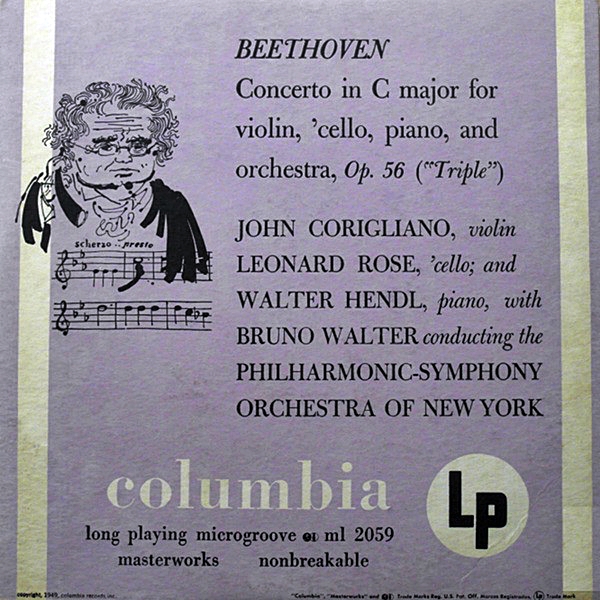 BEETHOVEN
Concerto in C major for
violin, 'cello, piano, and
orchestra, Op. 56 ("Triple")
scherzo .. presto
JOHN CORIGLIANO, violin
LEONARD ROSE, 'cello; and
WALTER HENDL, piano, with
BRUNO WALTER conducting the
PHILHARMONIC-SYMPHONY
ORCHESTRA OF NEW YORK
columbia
LP
long playing microgroove ml 2059
masterworks nonbreakable
copyright, 1949, columbia records, inc.
"Columbia", "Masterworks" and Trade Marks Reg. U.S. Pat. Off. Marcas Registradas, LP Trade Mark